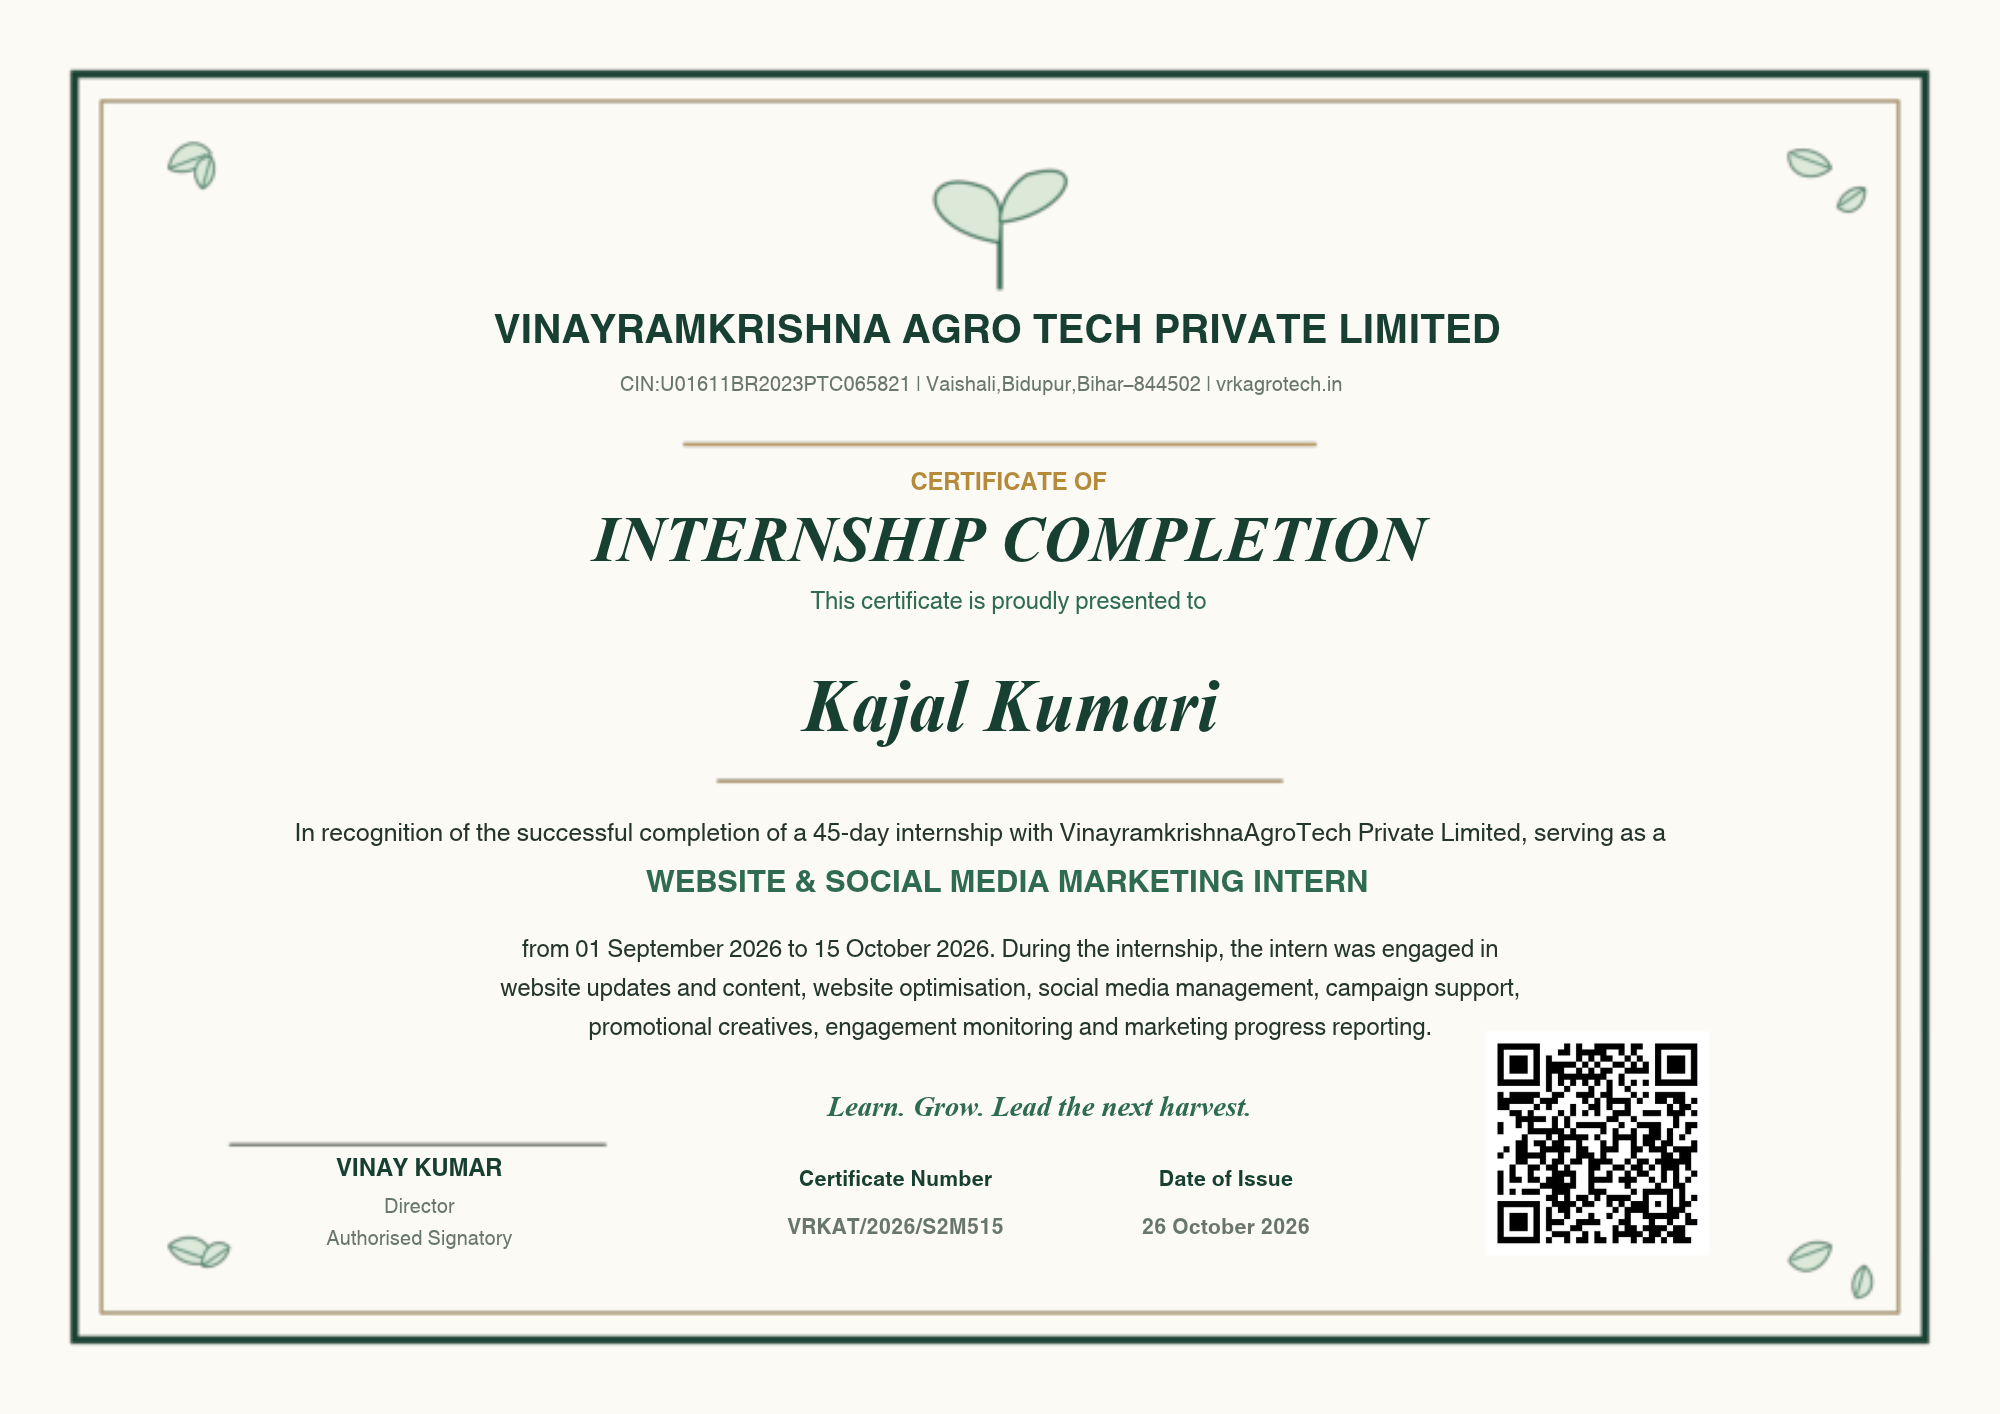 VINAYRAMKRISHNA AGRO TECH PRIVATE LIMITED
CIN:U01611BR2023PTC065821 | Vaishali,Bidupur,Bihar–844502 | vrkagrotech.in
CERTIFICATE OF
INTERNSHIP COMPLETION
This certificate is proudly presented to
Kajal Kumari
In recognition of the successful completion of a 45-day internship with VinayramkrishnaAgroTech Private Limited, serving as a
WEBSITE & SOCIAL MEDIA MARKETING INTERN
from 01 September 2026 to 15 October 2026. During the internship, the intern was engaged in
website updates and content, website optimisation, social media management, campaign support,
promotional creatives, engagement monitoring and marketing progress reporting.
Learn. Grow. Lead the next harvest.
VINAY KUMAR
Director
Authorised Signatory
Certificate Number
VRKAT/2026/S2M515
Date of Issue
26 October 2026